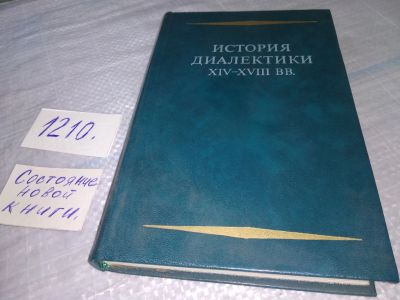 ИСТОРИЯ
ДИАЛЕКТИКИ
XIV–XVIII ВВ.
1210.
Состояние
новой
книги.